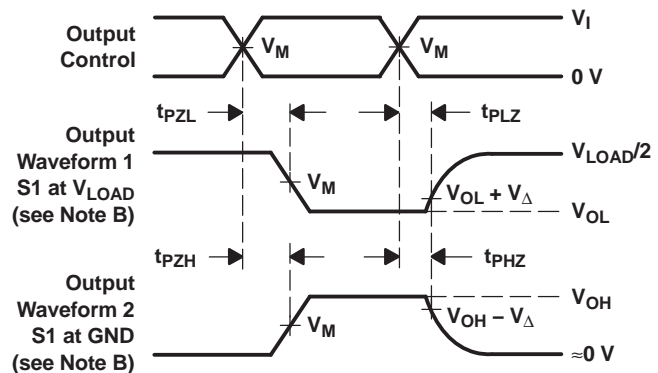 Output
Control
V_I
V_M
V_M
0 V
t_PZL
t_PLZ
Output
Waveform 1
S1 at V_LOAD
(see Note B)
V_LOAD/2
V_M
V_OL + V_Δ
V_OL
t_PZH
t_PHZ
Output
Waveform 2
S1 at GND
(see Note B)
V_OH
V_M
V_OH – V_Δ
≈0 V